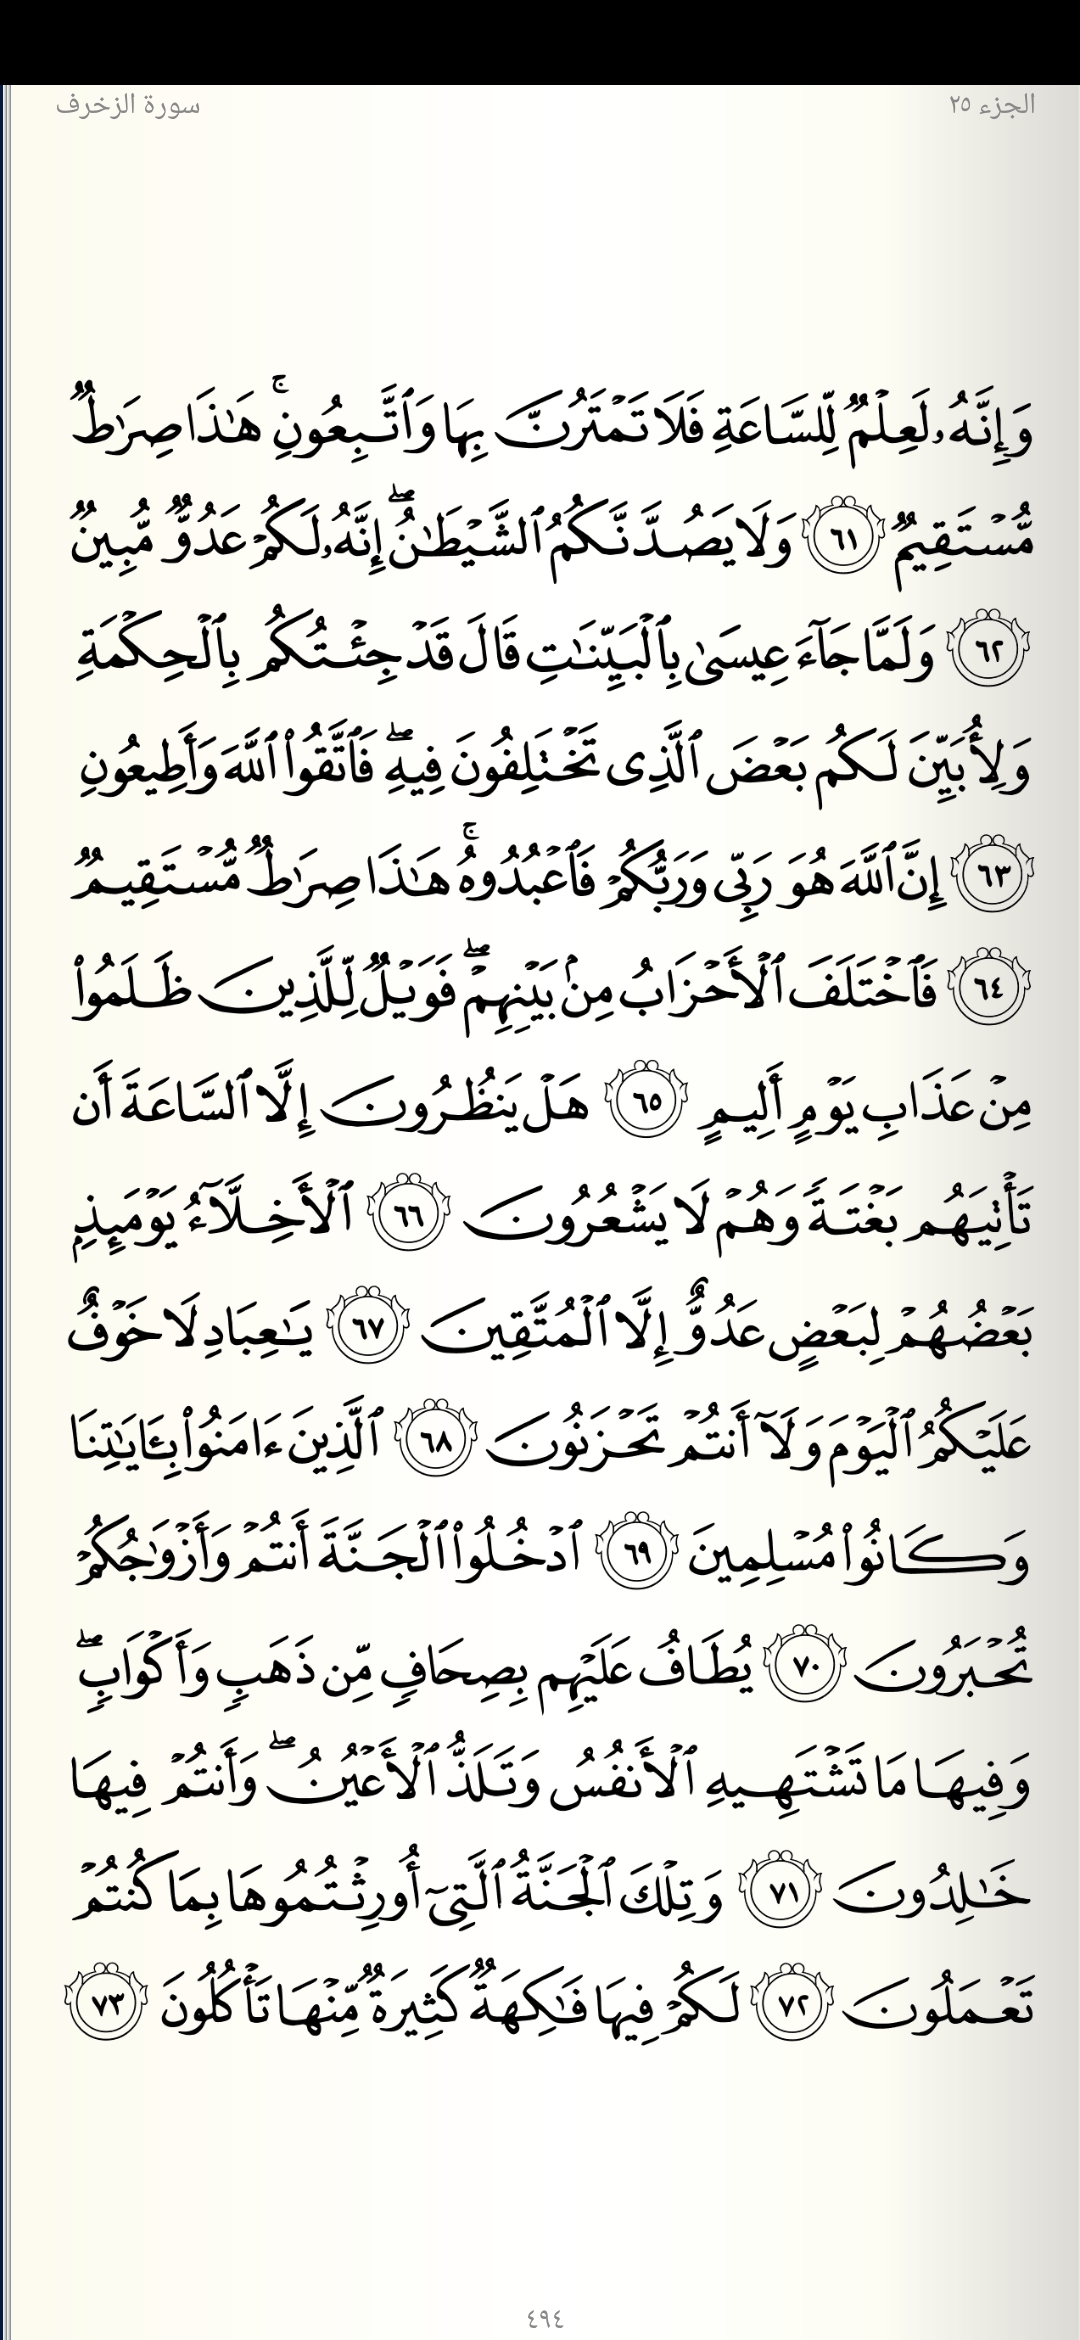 الجزء ٢٥
سورة الزخرف
وَإِنَّهُۥ لَعِلْمٌ لِّلسَّاعَةِ فَلَا تَمْتَرُنَّ بِهَا وَٱتَّبِعُونِ ۚ هَـٰذَا صِرَٰطٌ
مُّسْتَقِيمٌ ٦١ وَلَا يَصُدَّنَّكُمُ ٱلشَّيْطَـٰنُ ۖ إِنَّهُۥ لَكُمْ عَدُوٌّ مُّبِينٌ
٦٢ وَلَمَّا جَآءَ عِيسَىٰ بِٱلْبَيِّنَـٰتِ قَالَ قَدْ جِئْتُكُم بِٱلْحِكْمَةِ
وَلِأُبَيِّنَ لَكُم بَعْضَ ٱلَّذِى تَخْتَلِفُونَ فِيهِ ۖ فَٱتَّقُوا۟ ٱللَّهَ وَأَطِيعُونِ
٦٣ إِنَّ ٱللَّهَ هُوَ رَبِّى وَرَبُّكُمْ فَٱعْبُدُوهُ ۚ هَـٰذَا صِرَٰطٌ مُّسْتَقِيمٌ
٦٤ فَٱخْتَلَفَ ٱلْأَحْزَابُ مِنۢ بَيْنِهِمْ ۖ فَوَيْلٌ لِّلَّذِينَ ظَلَمُوا۟
مِنْ عَذَابِ يَوْمٍ أَلِيمٍ ٦٥ هَلْ يَنظُرُونَ إِلَّا ٱلسَّاعَةَ أَن
تَأْتِيَهُم بَغْتَةً وَهُمْ لَا يَشْعُرُونَ ٦٦ ٱلْأَخِلَّآءُ يَوْمَئِذٍۭ
بَعْضُهُمْ لِبَعْضٍ عَدُوٌّ إِلَّا ٱلْمُتَّقِينَ ٦٧ يَـٰعِبَادِ لَا خَوْفٌ
عَلَيْكُمُ ٱلْيَوْمَ وَلَآ أَنتُمْ تَحْزَنُونَ ٦٨ ٱلَّذِينَ ءَامَنُوا۟ بِـَٔايَـٰتِنَا
وَكَانُوا۟ مُسْلِمِينَ ٦٩ ٱدْخُلُوا۟ ٱلْجَنَّةَ أَنتُمْ وَأَزْوَٰجُكُمْ
تُحْبَرُونَ ٧٠ يُطَافُ عَلَيْهِم بِصِحَافٍ مِّن ذَهَبٍ وَأَكْوَابٍ ۖ
وَفِيهَا مَا تَشْتَهِيهِ ٱلْأَنفُسُ وَتَلَذُّ ٱلْأَعْيُنُ ۖ وَأَنتُمْ فِيهَا
خَـٰلِدُونَ ٧١ وَتِلْكَ ٱلْجَنَّةُ ٱلَّتِىٓ أُورِثْتُمُوهَا بِمَا كُنتُمْ
تَعْمَلُونَ ٧٢ لَكُمْ فِيهَا فَـٰكِهَةٌ كَثِيرَةٌ مِّنْهَا تَأْكُلُونَ ٧٣
٤٩٤